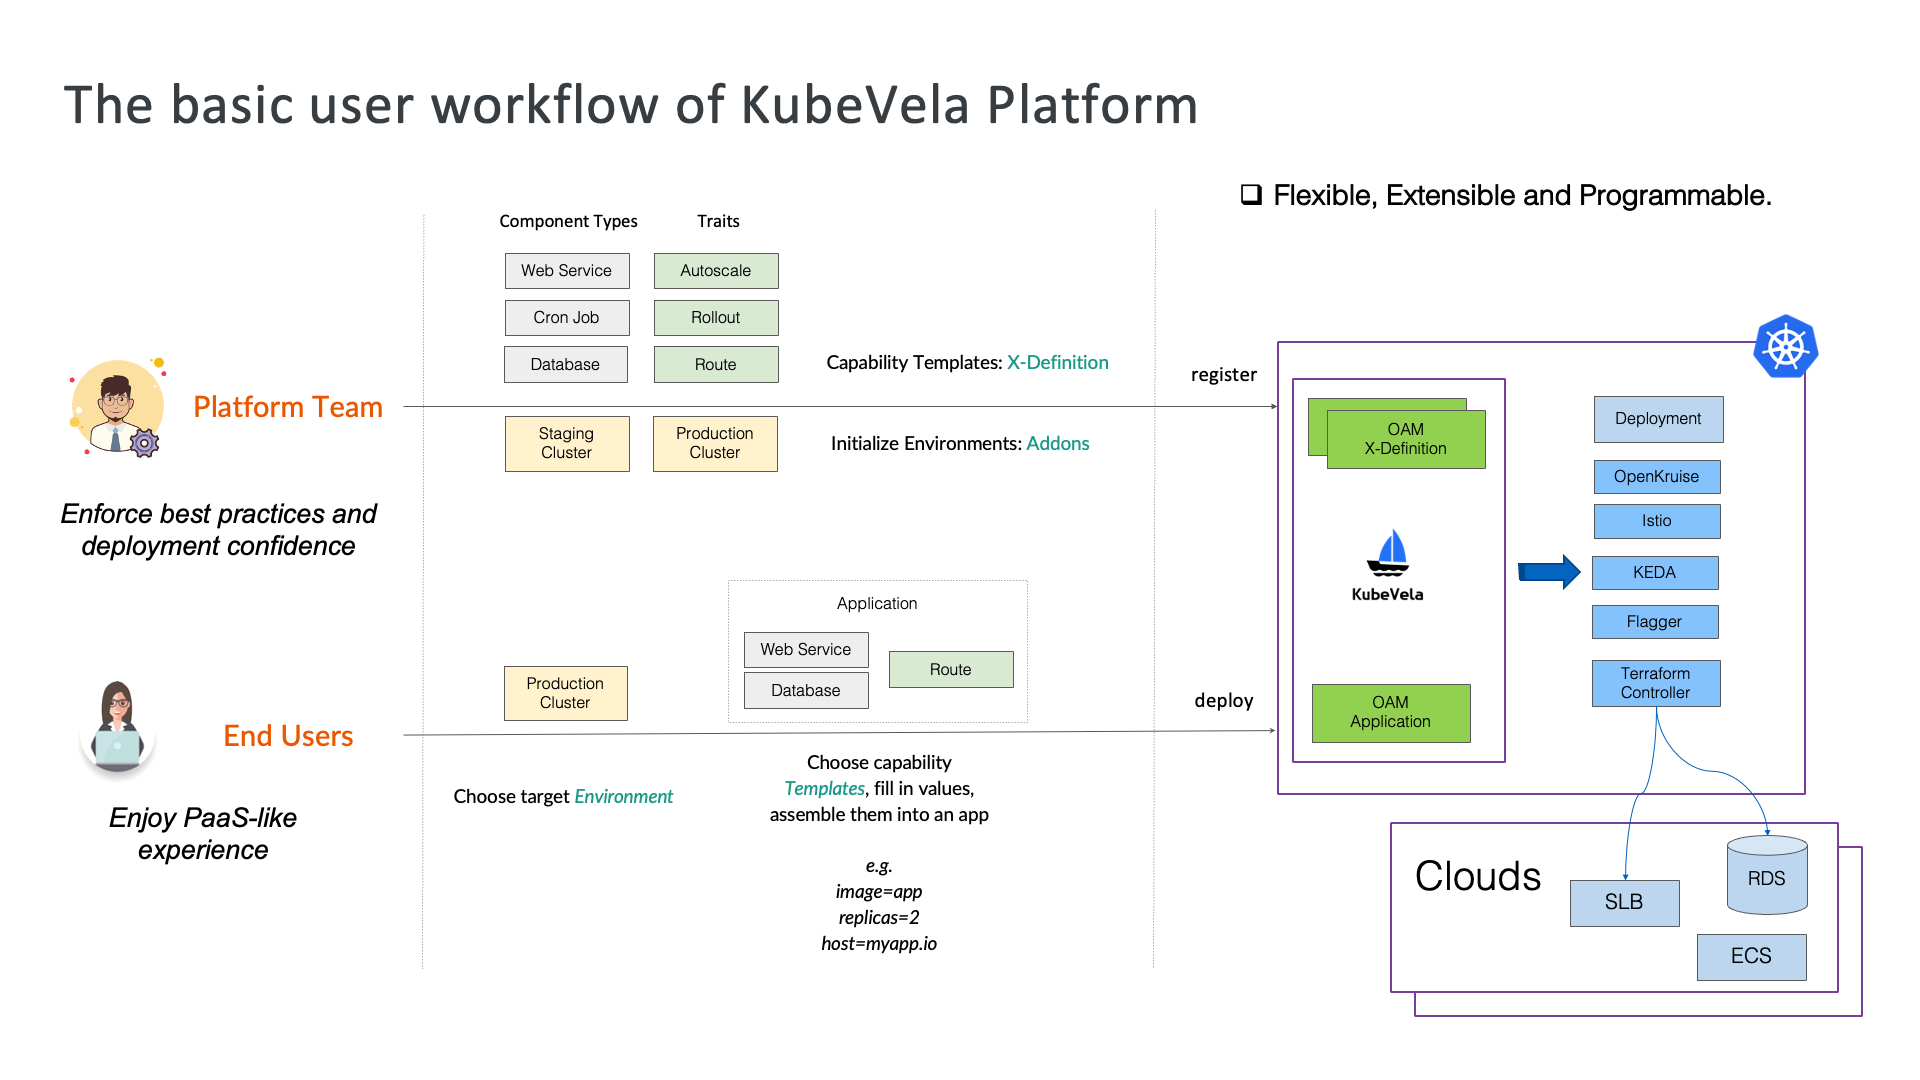 The basic user workflow of KubeVela Platform
❑ Flexible, Extensible and Programmable.
Component Types
Traits
Web Service
Autoscale
Cron Job
Rollout
Database
Route
Capability Templates: X-Definition
register
Platform Team
Staging
Cluster
Production
Cluster
Initialize Environments: Addons
Enforce best practices and
deployment confidence
Application
Web Service
Database
Route
Production
Cluster
deploy
End Users
Choose target Environment
Choose capability
Templates, fill in values,
assemble them into an app
e.g.
image=app
replicas=2
host=myapp.io
Enjoy PaaS-like
experience
OAM
X-Definition
KubeVela
OAM
Application
Deployment
OpenKruise
Istio
KEDA
Flagger
Terraform
Controller
Clouds
SLB
RDS
ECS